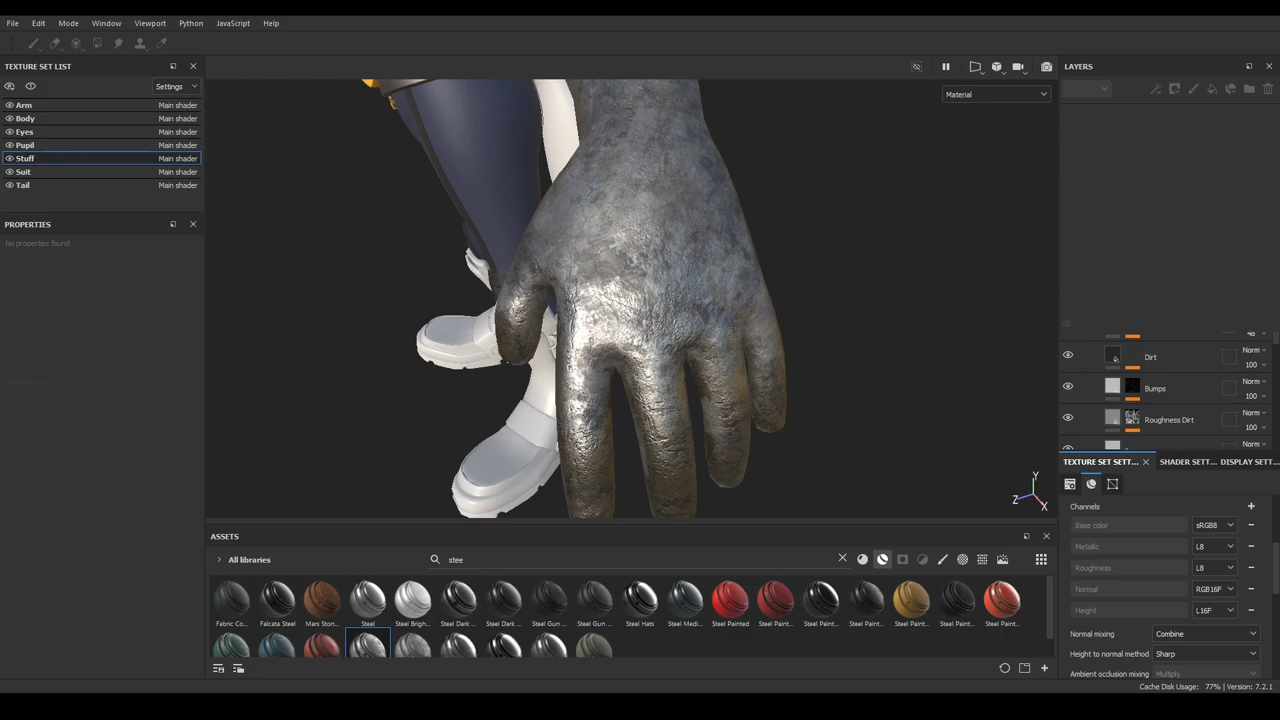 File Edit Mode Window Viewport Python JavaScript Help
TEXTURE SET LIST
Settings
Arm Main shader
Body Main shader
Eyes Main shader
Pupil Main shader
Stuff Main shader
Suit Main shader
Tail Main shader
PROPERTIES
No properties found
Material
Y
Z
X
LAYERS
Norm
Dirt
100
Norm
Bumps
100
Norm
Roughness Dirt
100
Norm
TEXTURE SET SETT... SHADER SETT... DISPLAY SETT...
Channels
Base color sRGB8
Metallic L8
Roughness L8
Normal RGB16F
Height L16F
Normal mixing Combine
Height to normal method Sharp
Ambient occlusion mixing Multiply
ASSETS
All libraries
stee
Fabric Co... Falcata Steel Mars Ston... Steel Steel Brigh... Steel Dark ... Steel Dark ... Steel Gun ... Steel Gun ... Steel Hats Steel Medi... Steel Painted Steel Paint... Steel Paint... Steel Paint... Steel Paint... Steel Paint... Steel Paint...
Cache Disk Usage: 77% | Version: 7.2.1